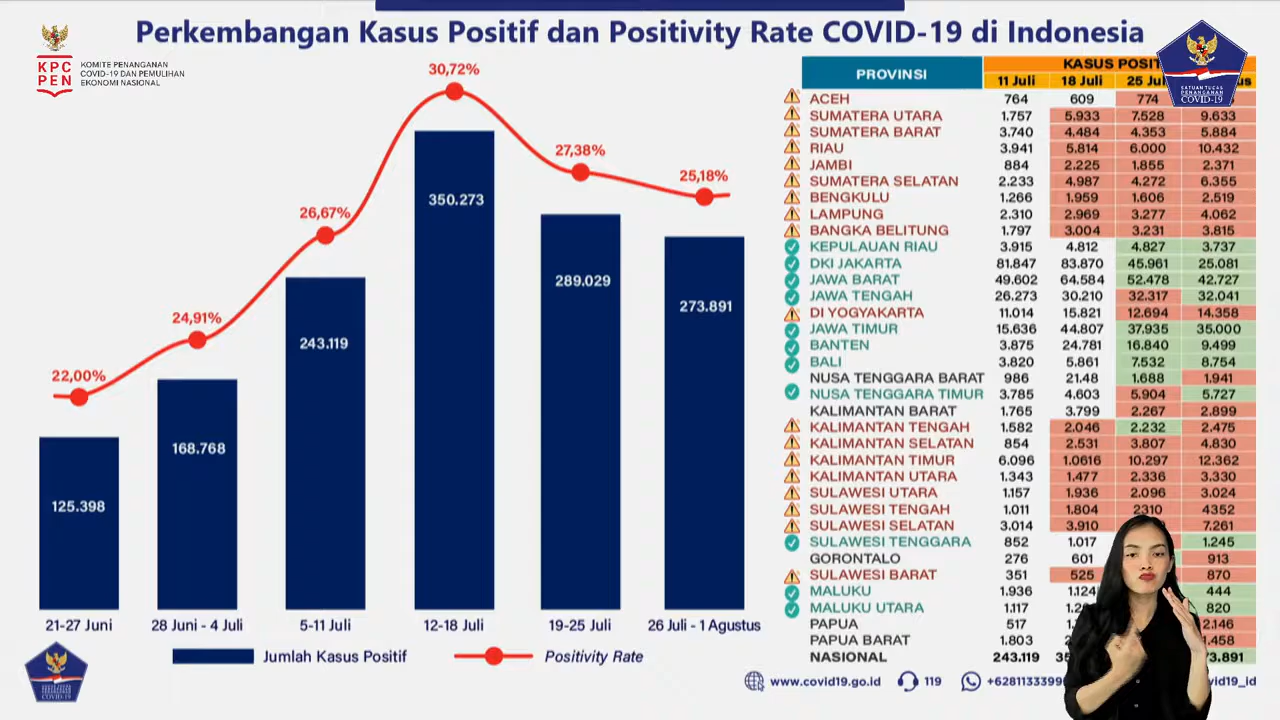 Perkembangan Kasus Positif dan Positivity Rate COVID-19 di Indonesia
KPC
PEN
KOMITE PENANGANAN
COVID-19 DAN PEMULIHAN
EKONOMI NASIONAL
22,00%
24,91%
26,67%
30,72%
27,38%
25,18%
125.398
168.768
243.119
350.273
289.029
273.891
21-27 Juni
28 Juni - 4 Juli
5-11 Juli
12-18 Juli
19-25 Juli
26 Juli - 1 Agustus
Jumlah Kasus Positif
Positivity Rate
PROVINSI
11 Juli 18 Juli
ACEH 764 609 774
SUMATERA UTARA 1.757 5.933 7.528 9.633
SUMATERA BARAT 3.740 4.484 4.353 5.884
RIAU 3.941 5.814 6.000 10.432
JAMBI 884 2.225 1.855 2.371
SUMATERA SELATAN 2.233 4.987 4.272 6.355
BENGKULU 1.266 1.959 1.606 2.519
LAMPUNG 2.310 2.969 3.277 4.062
BANGKA BELITUNG 1.797 3.004 3.231 3.815
KEPULAUAN RIAU 3.915 4.812 4.827 3.737
DKI JAKARTA 81.847 83.870 45.961 25.081
JAWA BARAT 49.602 64.584 52.478 42.727
JAWA TENGAH 26.273 30.210 32.317 32.041
DI YOGYAKARTA 11.014 15.821 12.694 14.358
JAWA TIMUR 15.636 44.807 37.935 35.000
BANTEN 3.875 24.781 16.840 9.499
BALI 3.820 5.861 7.532 8.754
NUSA TENGGARA BARAT 986 21.48 1.688 1.941
NUSA TENGGARA TIMUR 3.785 4.603 5.904 5.727
KALIMANTAN BARAT 1.765 3.799 2.267 2.899
KALIMANTAN TENGAH 1.582 2.046 2.232 2.475
KALIMANTAN SELATAN 854 2.531 3.807 4.830
KALIMANTAN TIMUR 6.096 1.0616 10.297 12.362
KALIMANTAN UTARA 1.343 1.477 2.336 3.330
SULAWESI UTARA 1.157 1.936 2.096 3.024
SULAWESI TENGAH 1.011 1.804 2310 4352
SULAWESI SELATAN 3.014 3.910 7.261
SULAWESI TENGGARA 852 1.017 1.245
GORONTALO 276 601 913
SULAWESI BARAT 351 525 870
MALUKU 1.936 1.124 444
MALUKU UTARA 1.117 820
PAPUA 517 2.146
PAPUA BARAT 1.803
NASIONAL 243.119
SATUAN TUGAS
PENANGANAN
COVID-19
www.covid19.go.id 119